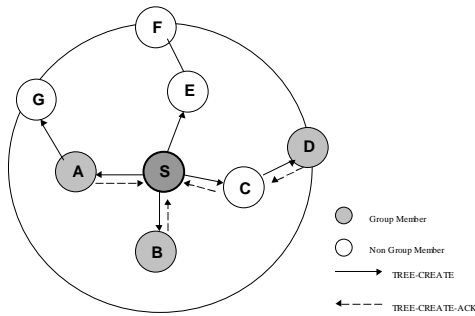 F
G
E
D
A
S
C
B
Group Member
Non Group Member
TREE-CREATE
TREE-CREATE-ACK